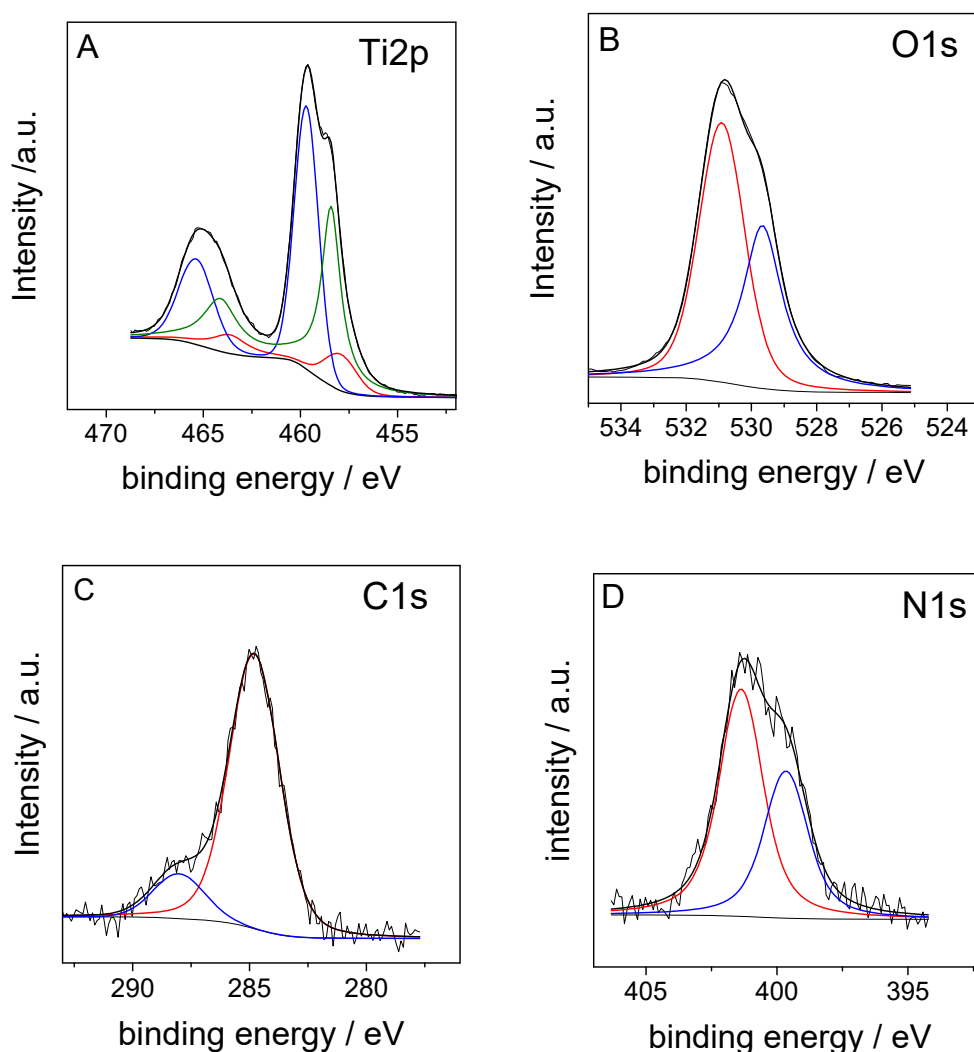 A
Ti2p
Intensity /a.u.
470 465 460 455
binding energy / eV
B
O1s
Intensity / a.u.
534 532 530 528 526 524
binding energy / eV
C
C1s
Intensity / a.u.
290 285 280
binding energy / eV
D
N1s
intensity / a.u.
405 400 395
binding energy / eV